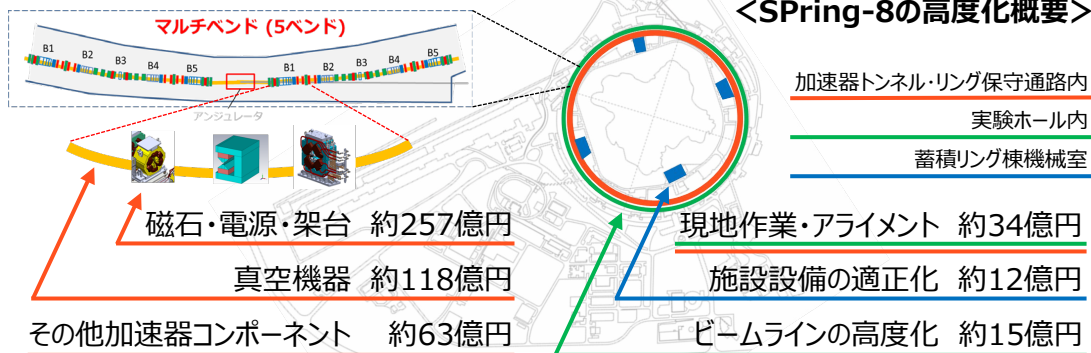 <SPring-8の高度化概要>
マルチベンド (5ベンド)
B1 B2 B3 B4 B5 B1 B2 B3 B4 B5
アンジュレータ
加速器トンネル・リング保守通路内
実験ホール内
蓄積リング棟機械室
磁石・電源・架台 約257億円
真空機器 約118億円
その他加速器コンポーネント 約63億円
現地作業・アライメント 約34億円
施設設備の適正化 約12億円
ビームラインの高度化 約15億円